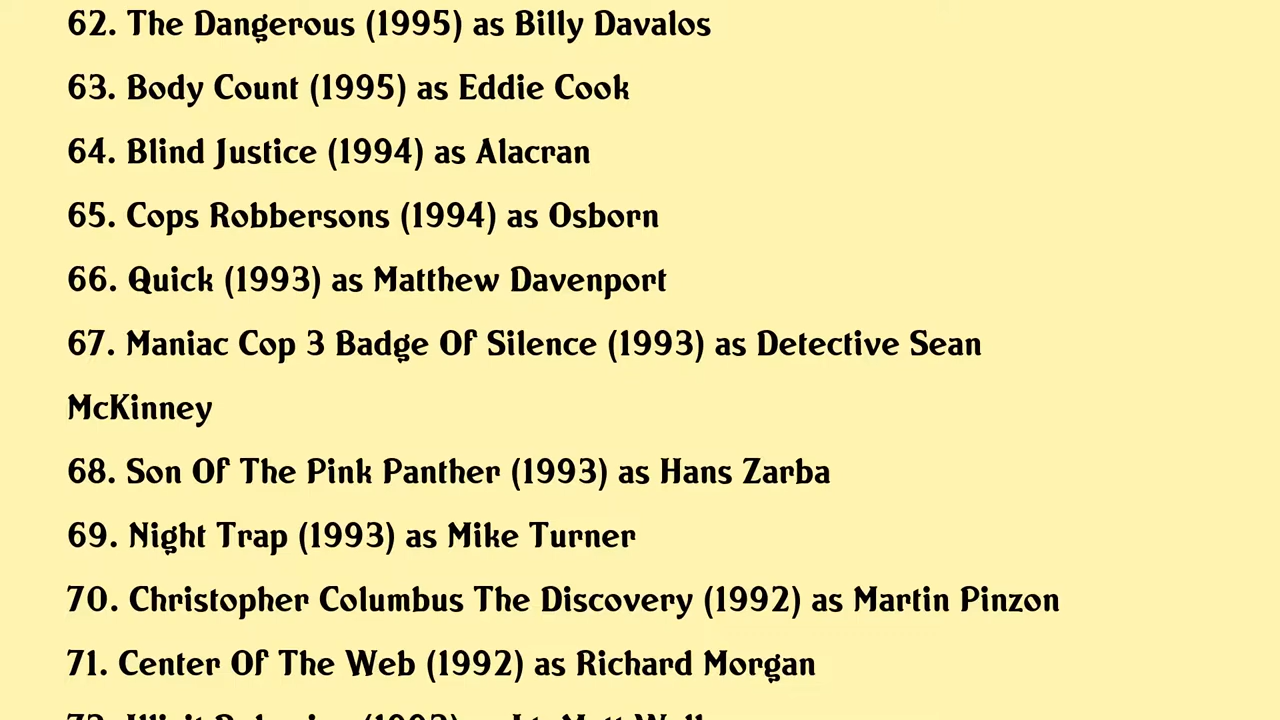 62. The Dangerous (1995) as Billy Davalos
63. Body Count (1995) as Eddie Cook
64. Blind Justice (1994) as Alacran
65. Cops Robbersons (1994) as Osborn
66. Quick (1993) as Matthew Davenport
67. Maniac Cop 3 Badge Of Silence (1993) as Detective Sean
McKinney
68. Son Of The Pink Panther (1993) as Hans Zarba
69. Night Trap (1993) as Mike Turner
70. Christopher Columbus The Discovery (1992) as Martin Pinzon
71. Center Of The Web (1992) as Richard Morgan